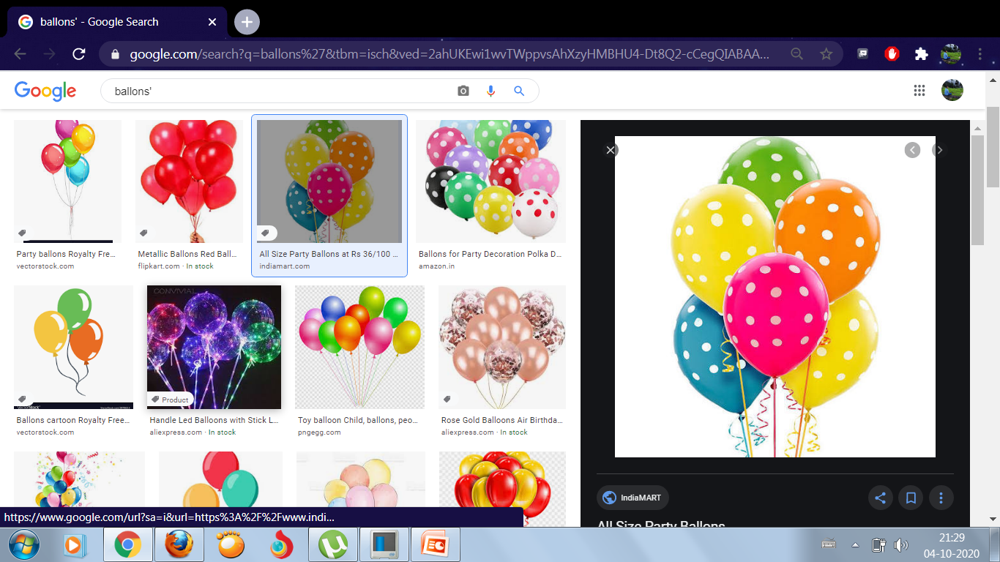 ballons' - Google Search
google.com/search?q=ballons%27&tbm=isch&ved=2ahUKEwi1wvTWppvsAhXzyHMBHU4-Dt8Q2-cCegQIABAA...
Google
ballons'
Party ballons Royalty Fre...
vectorstock.com
Metallic Ballons Red Ball...
flipkart.com · In stock
All Size Party Ballons at Rs 36/100 ...
indiamart.com
Ballons for Party Decoration Polka D...
amazon.in
CONVIVIAL
Product
Ballons cartoon Royalty Free...
vectorstock.com
Handle Led Balloons with Stick L...
aliexpress.com · In stock
Toy balloon Child, ballons, peo...
pngegg.com
Rose Gold Balloons Air Birthda...
aliexpress.com · In stock
IndiaMART
All Size Party Ballons
https://www.google.com/url?sa=i&url=https%3A%2F%2Fwww.indi...
21:29
04-10-2020